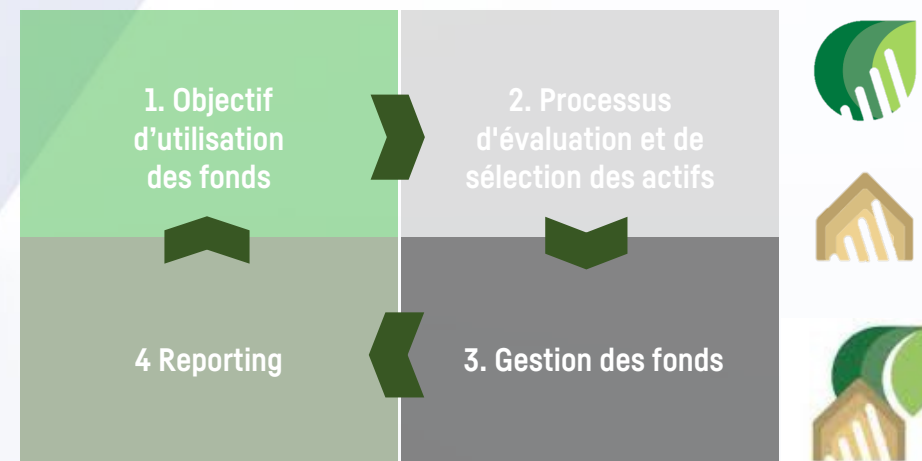 1. Objectif
d’utilisation
des fonds
2. Processus
d'évaluation et de
sélection des actifs
4 Reporting
3. Gestion des fonds